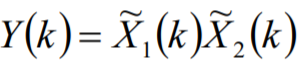 Y(k) = X̃₁(k)X̃₂(k)